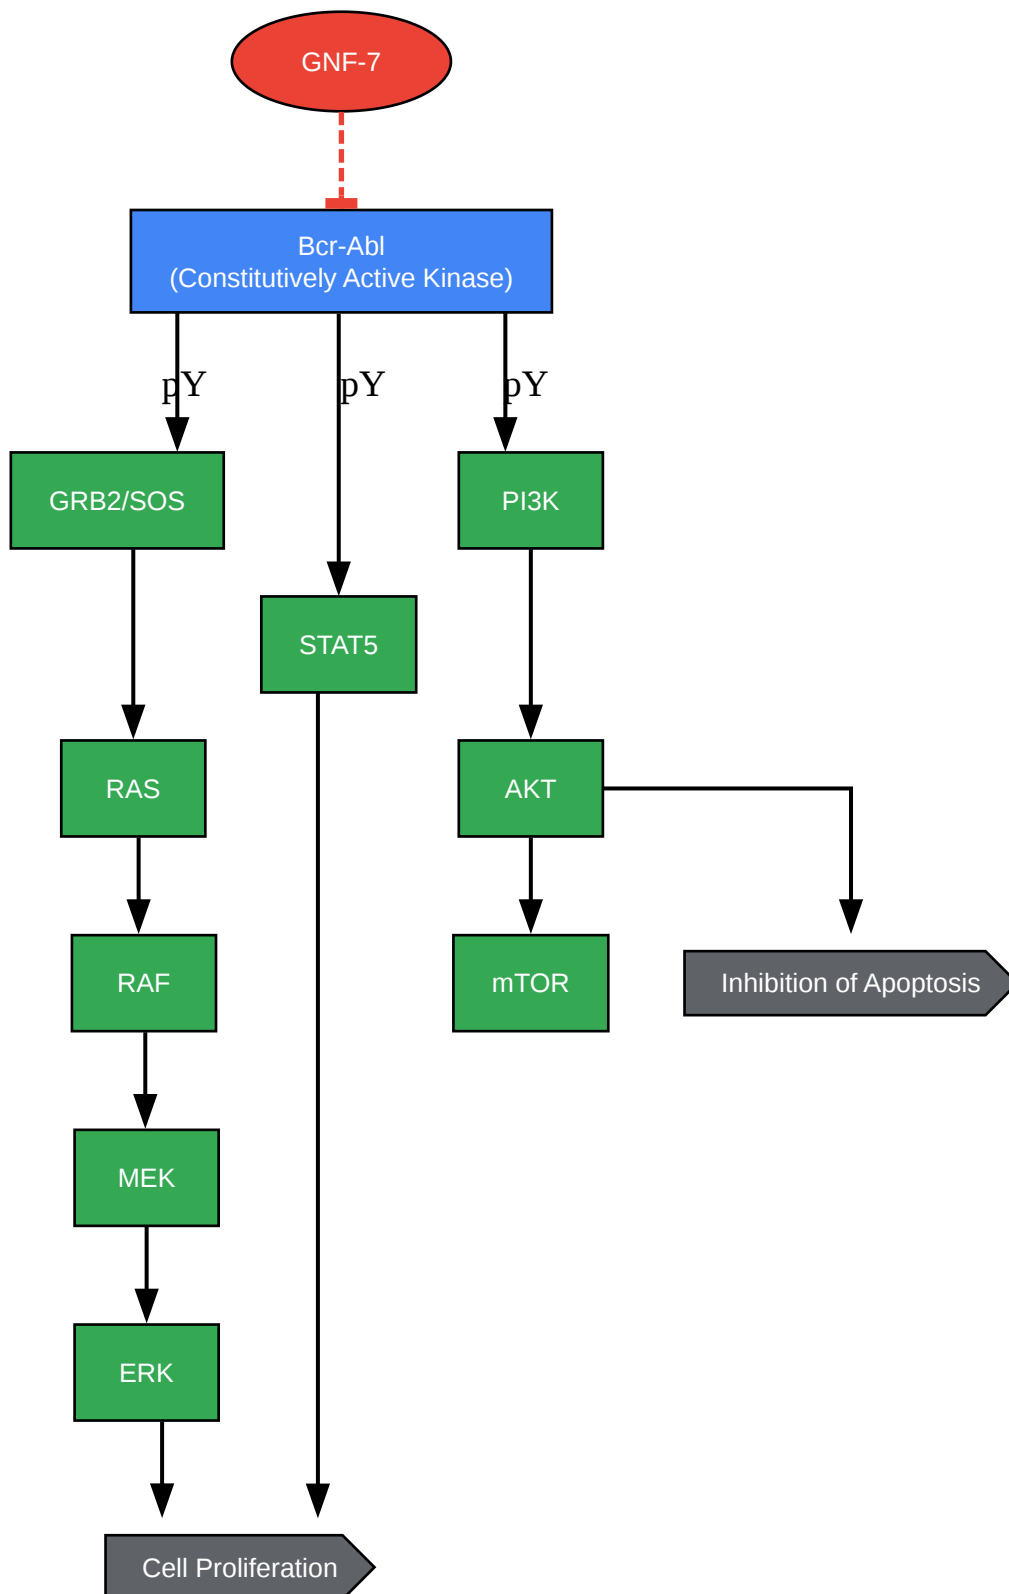 GNF-7
Bcr-Abl
(Constitutively Active Kinase)
pY
pY
pY
GRB2/SOS
PI3K
STAT5
RAS
AKT
RAF
mTOR
Inhibition of Apoptosis
MEK
ERK
Cell Proliferation